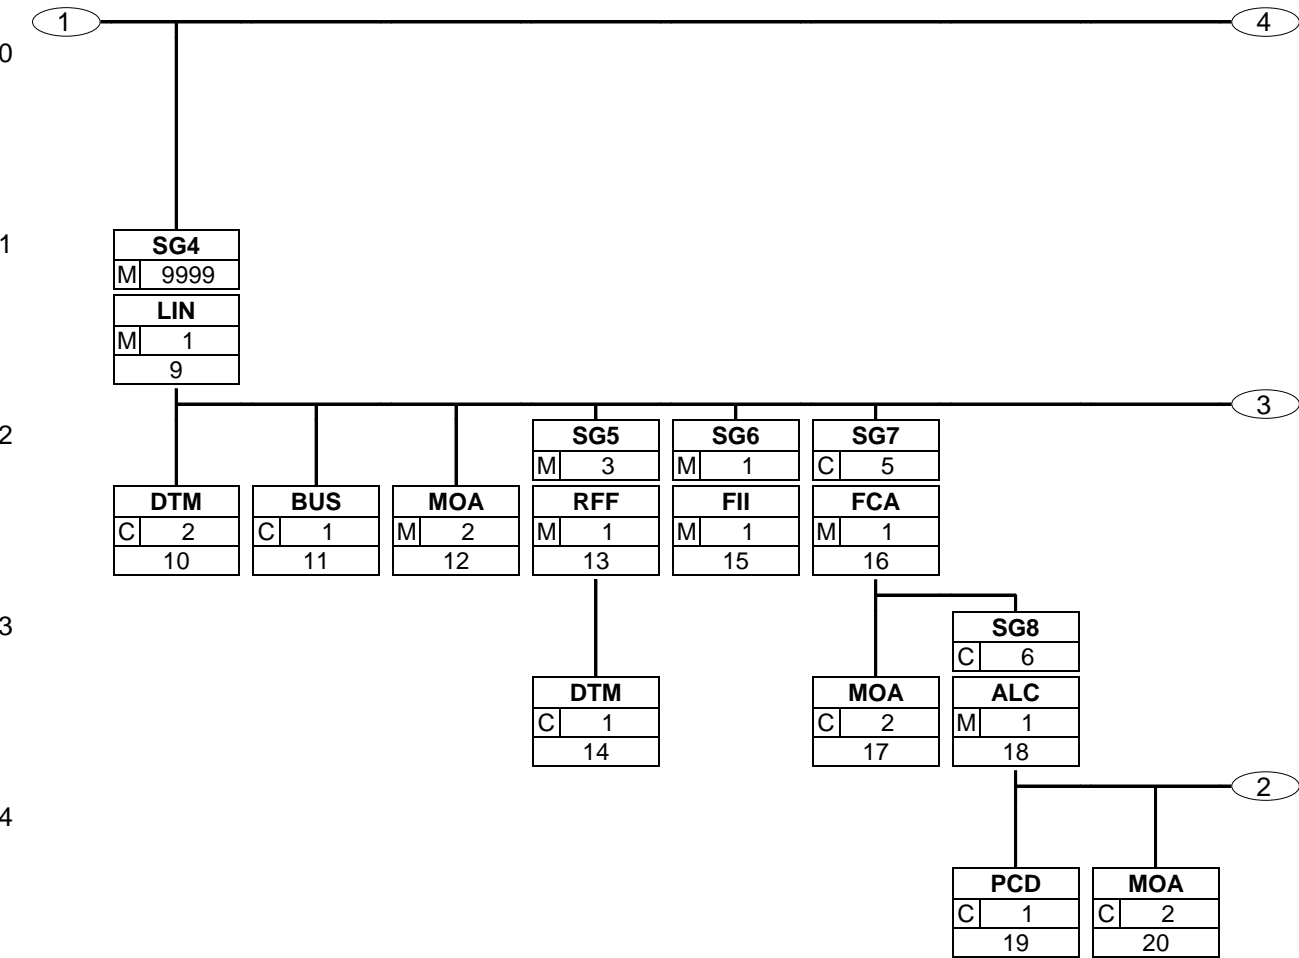 1 4
0
1
SG4
M 9999
LIN
M 1
9
3
2
SG5 SG6 SG7
M 3 M 1 C 5
DTM BUS MOA RFF FII FCA
C 2 C 1 M 2 M 1 M 1 M 1
10 11 12 13 15 16
3
SG8
C 6
DTM MOA ALC
C 1 C 2 M 1
14 17 18
2
4
PCD MOA
C 1 C 2
19 20